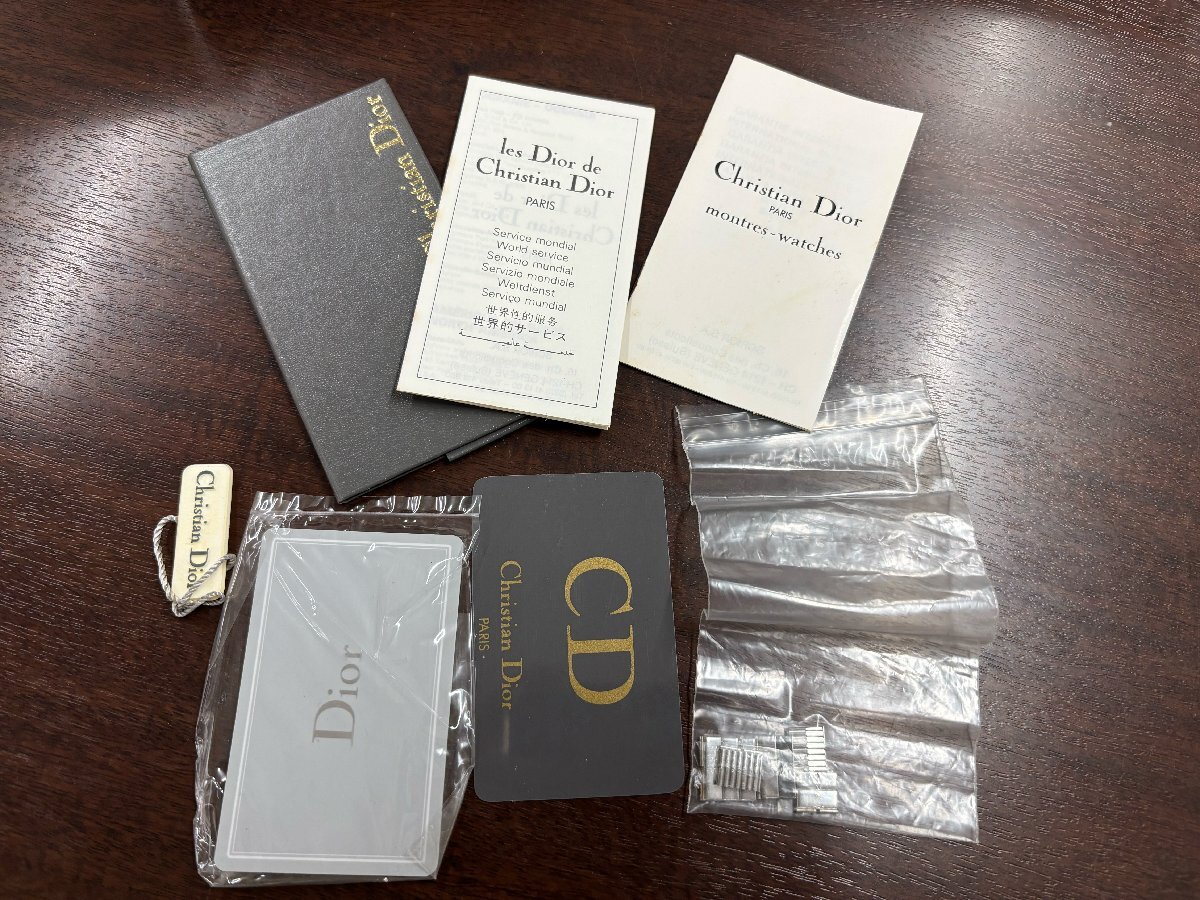 Christian Dior
les Dior de
Christian Dior
PARIS
Service mondial
World service
Servicio mundial
Servizio mondiale
Weltdienst
Serviço mundial
世界性的服务
世界的サービス
خدمة عالمية
Christian Dior
PARIS
montres-watches
Christian Dior
Dior
CD
Christian Dior
· PARIS ·